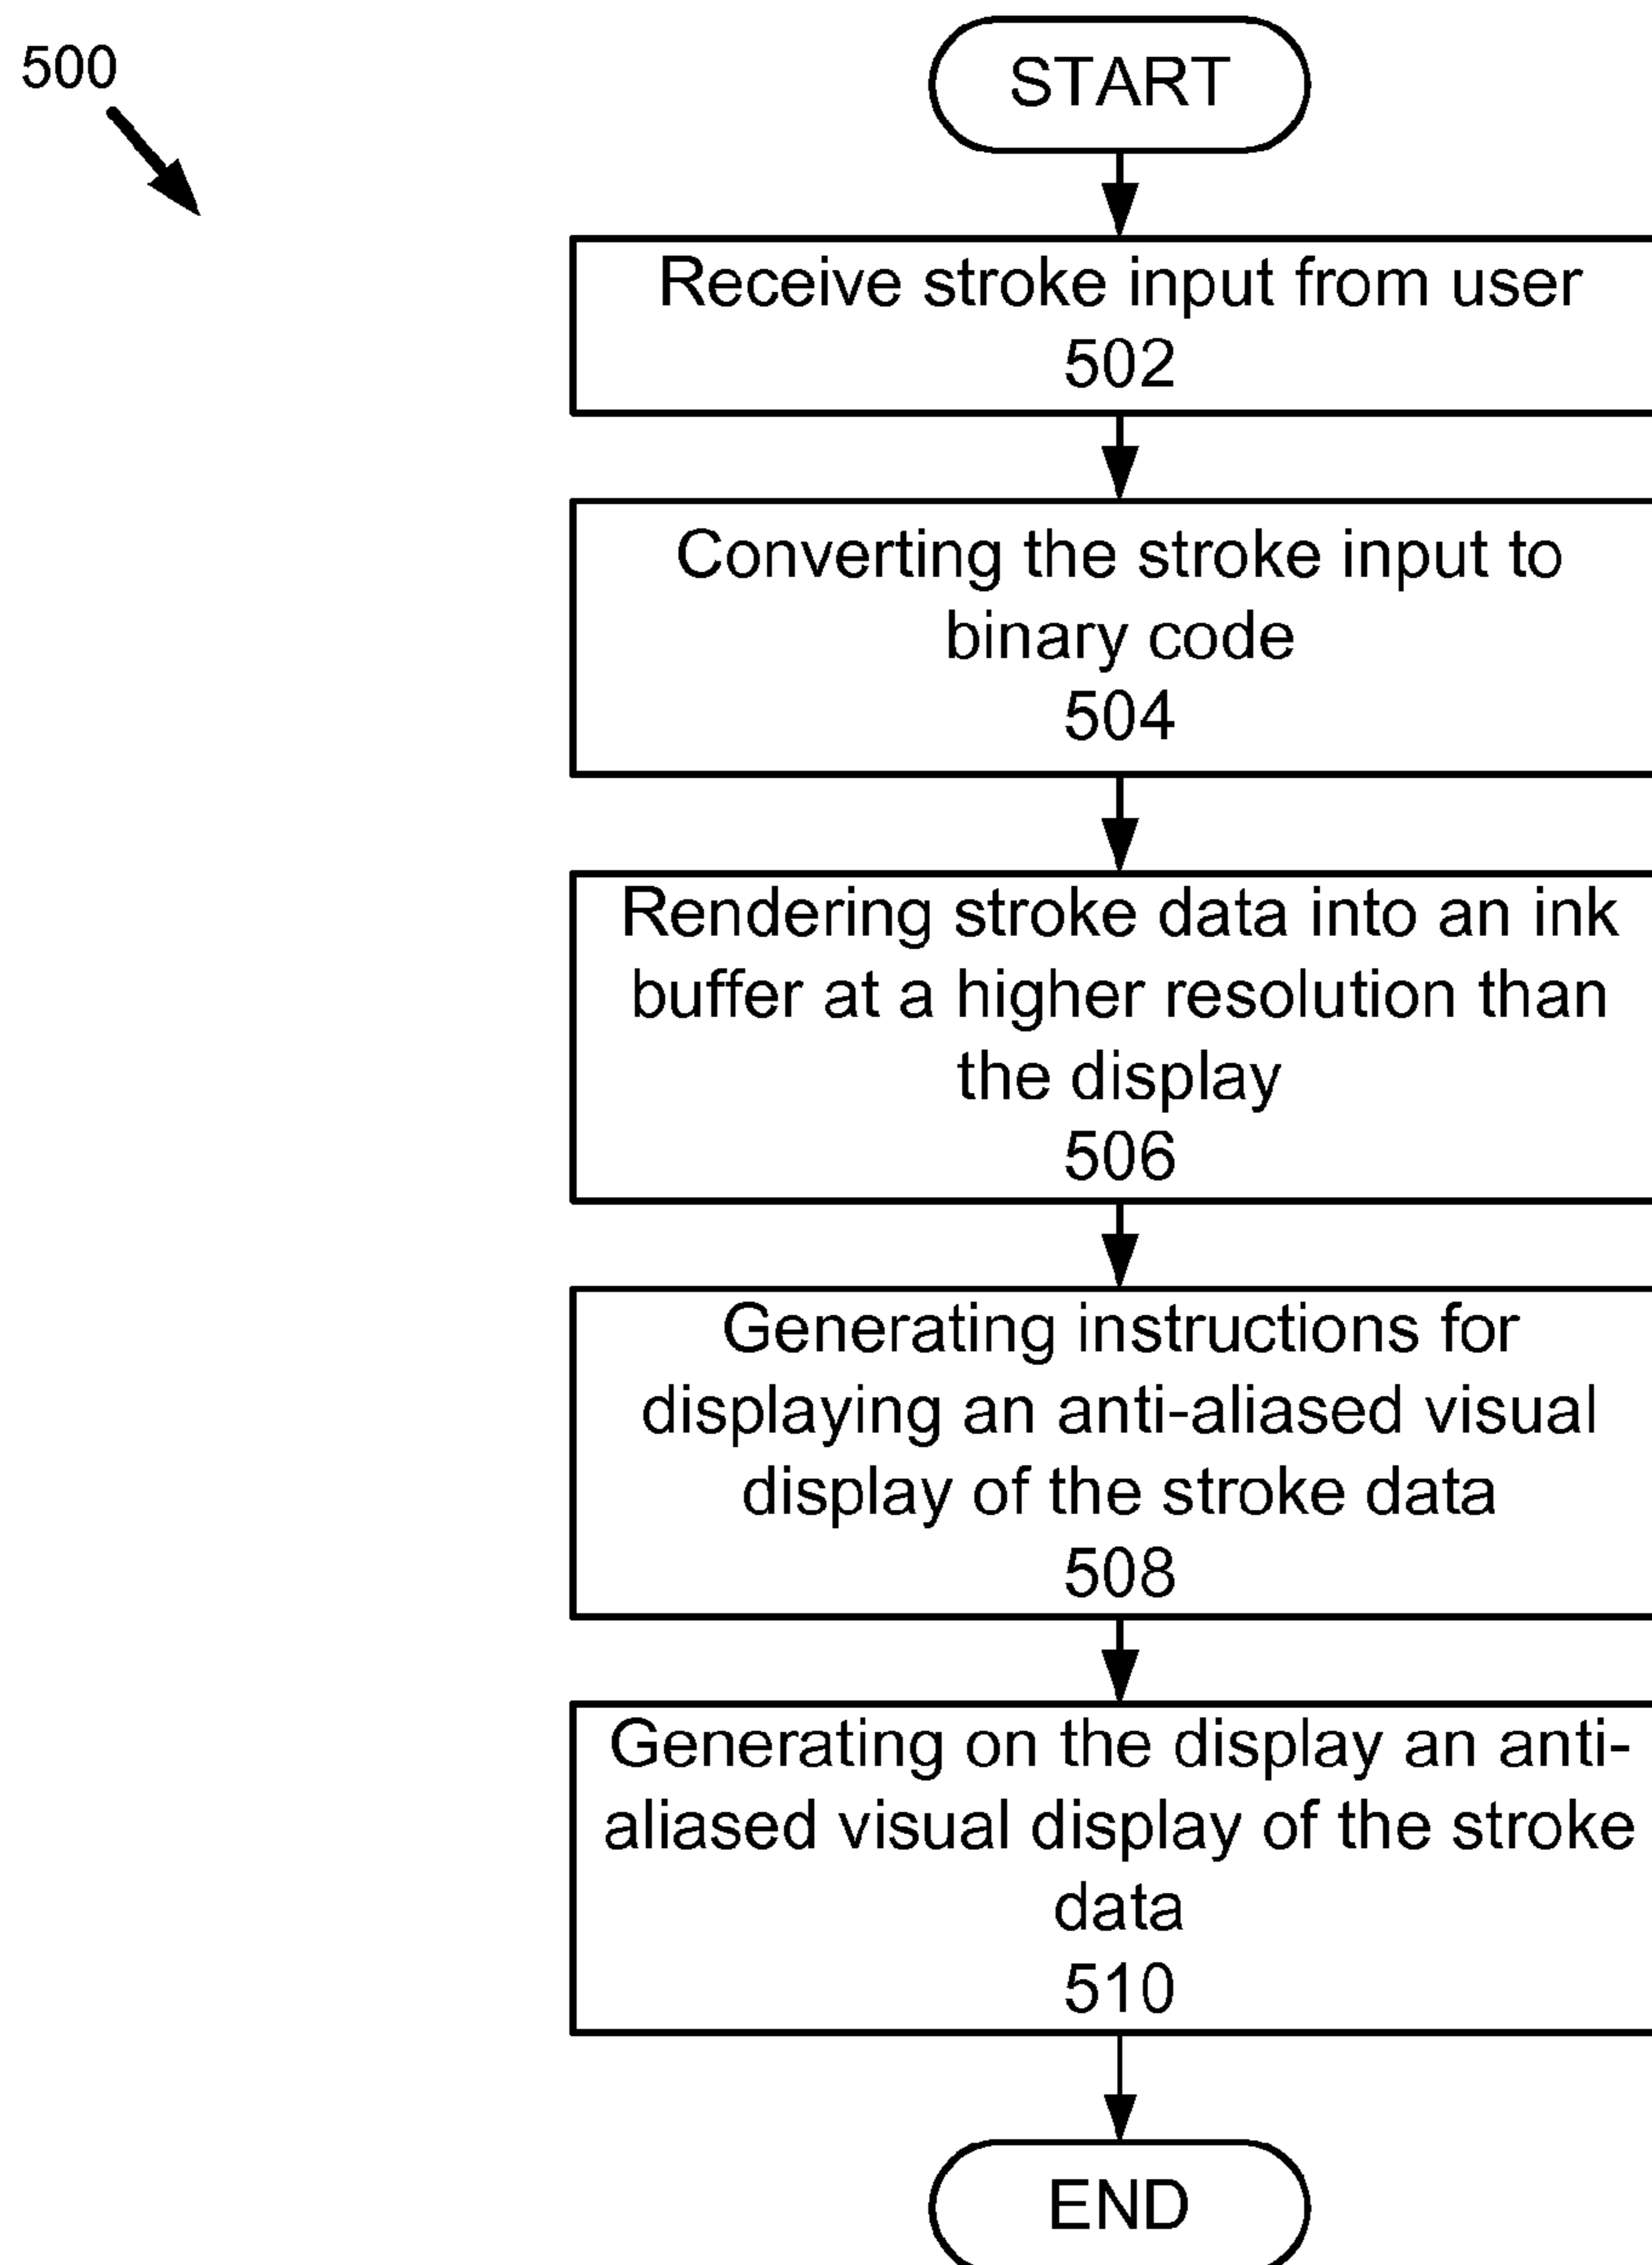 500
START
Receive stroke input from user
502
Converting the stroke input to
binary code
504
Rendering stroke data into an ink
buffer at a higher resolution than
the display
506
Generating instructions for
displaying an anti-aliased visual
display of the stroke data
508
Generating on the display an anti-
aliased visual display of the stroke
data
510
END